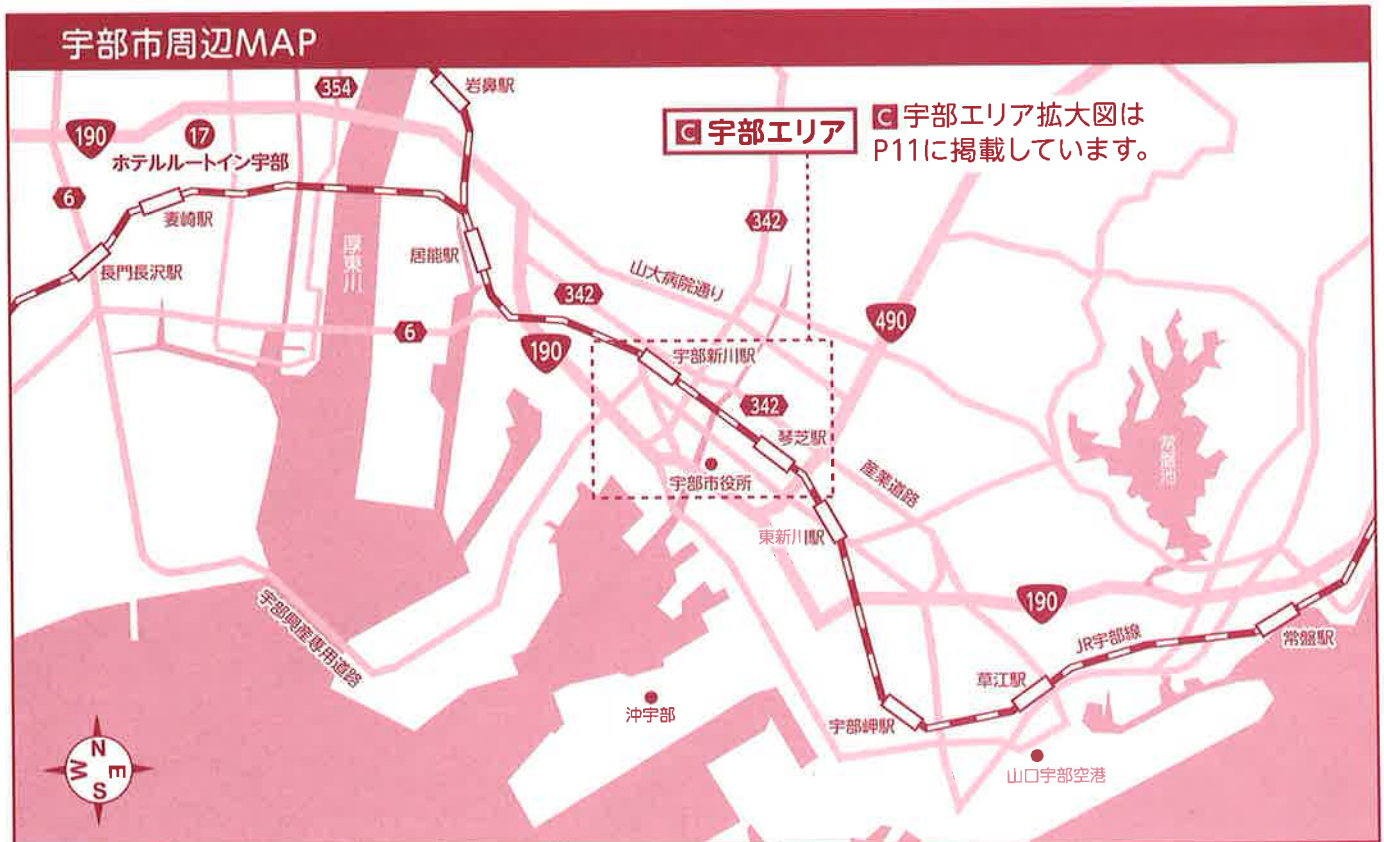 宇部市周辺MAP
岩鼻駅
354
190
17
ホテルルートイン宇部
C 宇部エリア
C 宇部エリア拡大図は
P11に掲載しています。
6
妻崎駅
長門長沢駅
厚東川
居能駅
342
山大病院通り
342
6
190
490
宇部新川駅
342
琴芝駅
常盤池
宇部市役所
産業道路
東新川駅
宇部興産専用道路
190
JR宇部線
常盤駅
草江駅
沖宇部
宇部岬駅
山口宇部空港
N
W
E
S